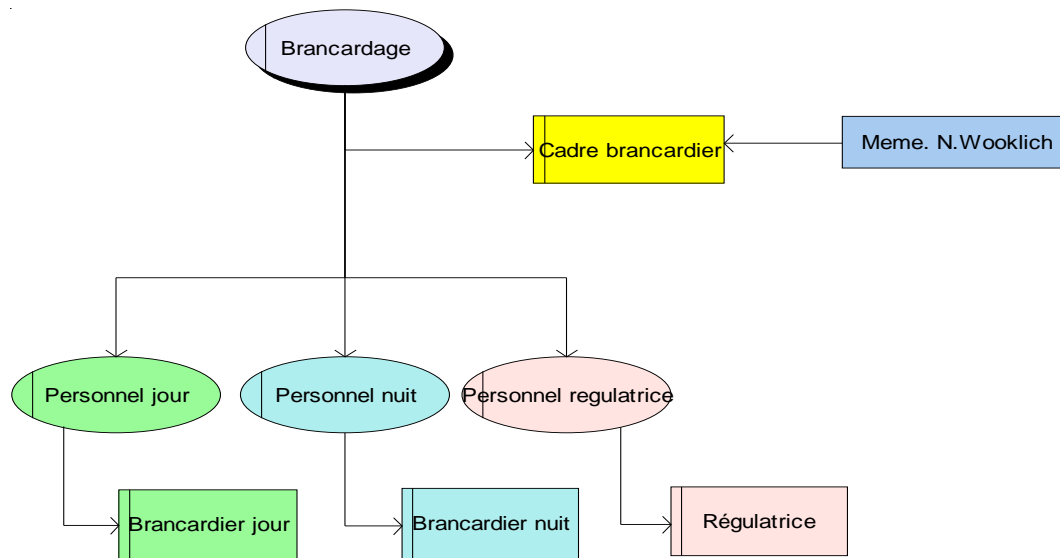 Brancardage
Cadre brancardier
Meme. N.Wooklich
Personnel jour
Personnel nuit
Personnel regulatrice
Brancardier jour
Brancardier nuit
Régulatrice